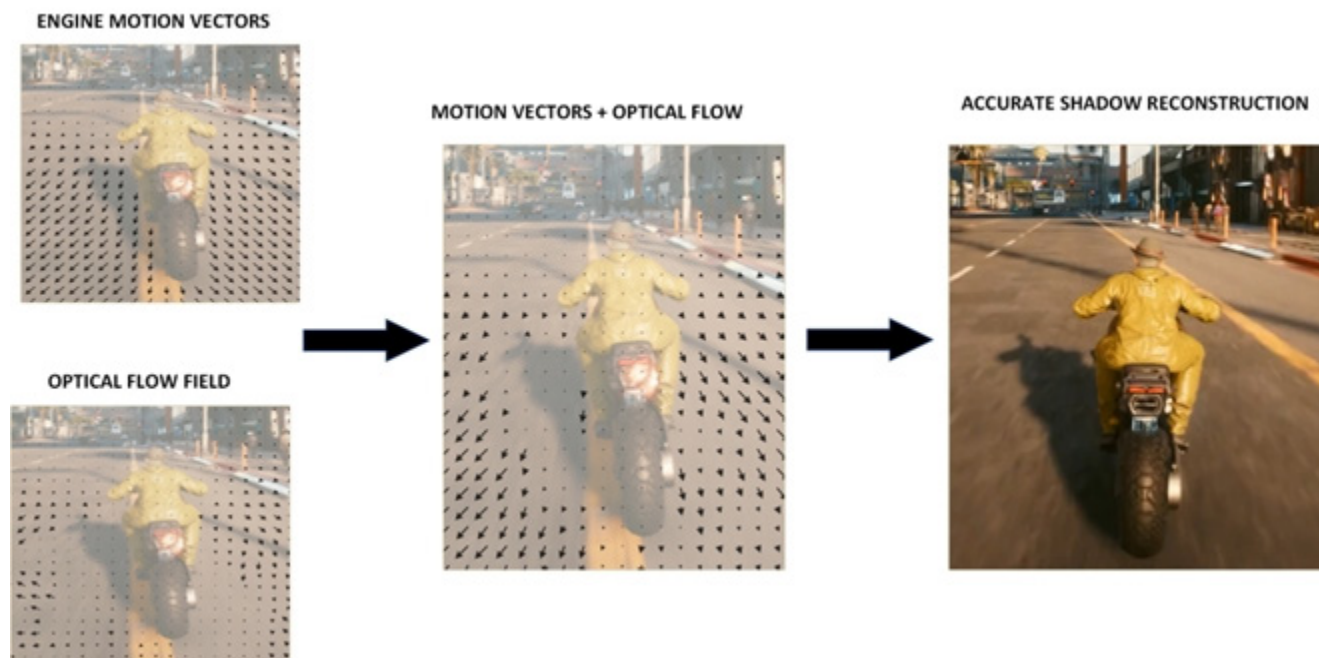 ENGINE MOTION VECTORS
OPTICAL FLOW FIELD
MOTION VECTORS + OPTICAL FLOW
ACCURATE SHADOW RECONSTRUCTION